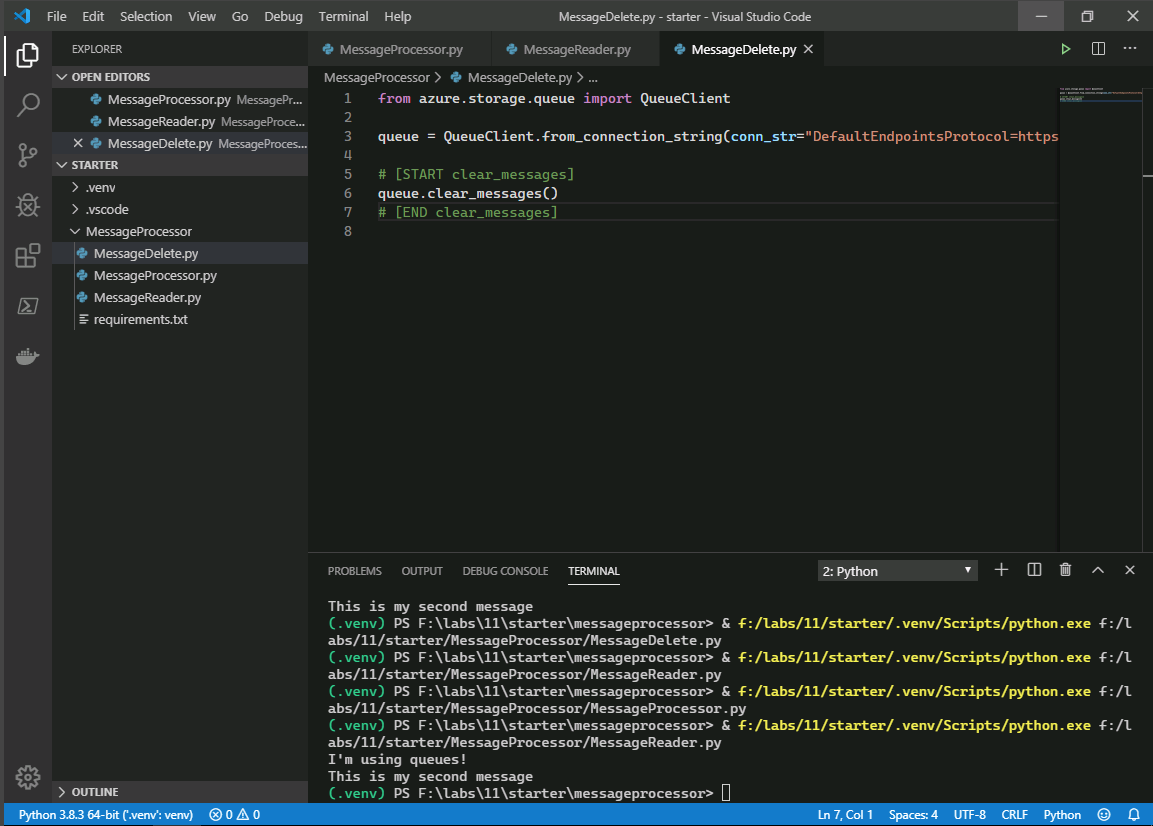 File Edit Selection View Go Debug Terminal Help MessageDelete.py - starter - Visual Studio Code
EXPLORER
OPEN EDITORS
MessageProcessor.py MessagePr...
MessageReader.py MessageProce...
MessageDelete.py MessageProces...
STARTER
.venv
.vscode
MessageProcessor
MessageDelete.py
MessageProcessor.py
MessageReader.py
requirements.txt
OUTLINE
MessageProcessor.py MessageReader.py MessageDelete.py
MessageProcessor > MessageDelete.py > ...
1 from azure.storage.queue import QueueClient
2
3 queue = QueueClient.from_connection_string(conn_str="DefaultEndpointsProtocol=https
4
5 # [START clear_messages]
6 queue.clear_messages()
7 # [END clear_messages]
8
PROBLEMS OUTPUT DEBUG CONSOLE TERMINAL 2: Python
This is my second message
(.venv) PS F:\labs\11\starter\messageprocessor> & f:/labs/11/starter/.venv/Scripts/python.exe f:/l
abs/11/starter/MessageProcessor/MessageDelete.py
(.venv) PS F:\labs\11\starter\messageprocessor> & f:/labs/11/starter/.venv/Scripts/python.exe f:/l
abs/11/starter/MessageProcessor/MessageReader.py
(.venv) PS F:\labs\11\starter\messageprocessor> & f:/labs/11/starter/.venv/Scripts/python.exe f:/l
abs/11/starter/MessageProcessor/MessageProcessor.py
(.venv) PS F:\labs\11\starter\messageprocessor> & f:/labs/11/starter/.venv/Scripts/python.exe f:/l
abs/11/starter/MessageProcessor/MessageReader.py
I'm using queues!
This is my second message
(.venv) PS F:\labs\11\starter\messageprocessor>
Python 3.8.3 64-bit ('.venv': venv) 0 0 Ln 7, Col 1 Spaces: 4 UTF-8 CRLF Python